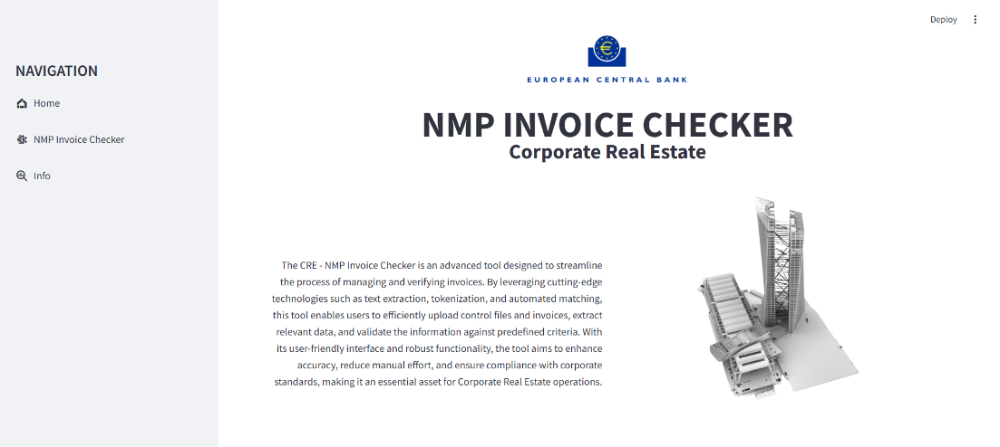 Deploy
NAVIGATION
Home
NMP Invoice Checker
Info
EUROPEAN CENTRAL BANK
NMP INVOICE CHECKER
Corporate Real Estate
The CRE - NMP Invoice Checker is an advanced tool designed to streamline
the process of managing and verifying invoices. By leveraging cutting-edge
technologies such as text extraction, tokenization, and automated matching,
this tool enables users to efficiently upload control files and invoices, extract
relevant data, and validate the information against predefined criteria. With
its user-friendly interface and robust functionality, the tool aims to enhance
accuracy, reduce manual effort, and ensure compliance with corporate
standards, making it an essential asset for Corporate Real Estate operations.